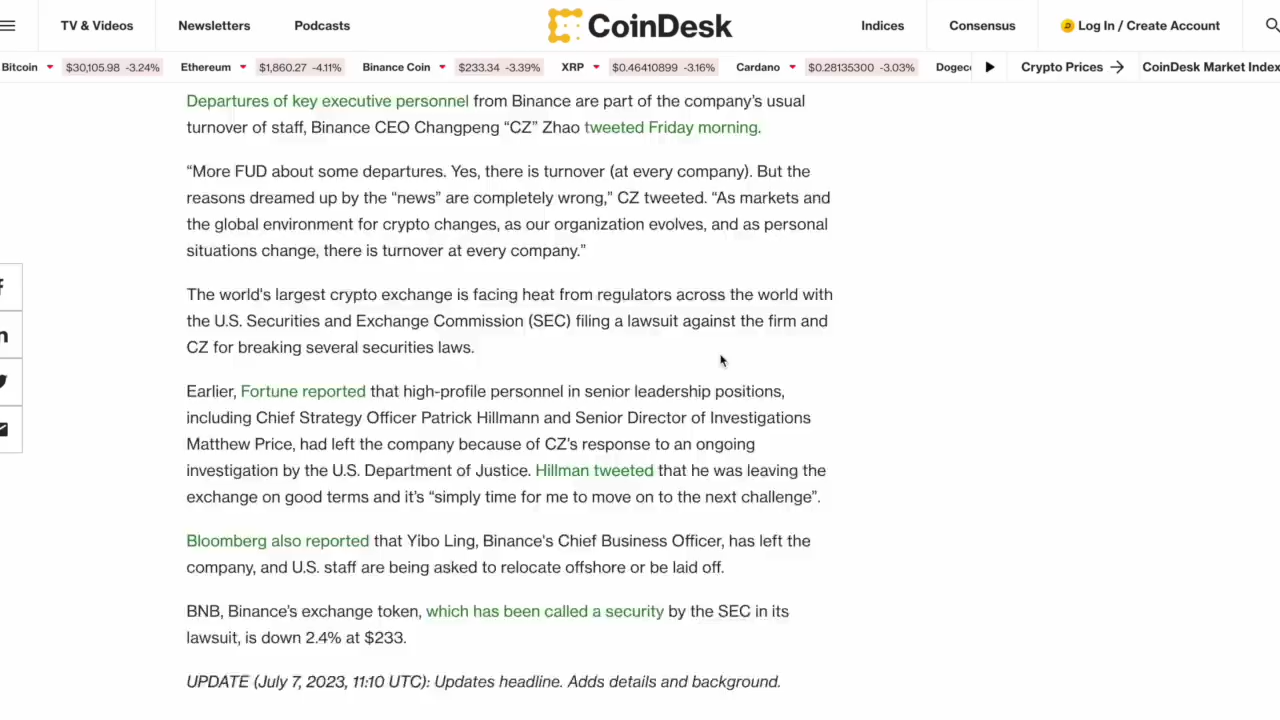 TV & Videos Newsletters Podcasts CoinDesk Indices Consensus Log In / Create Account
Bitcoin $30,105.98 -3.24% Ethereum $1,860.27 -4.11% Binance Coin $233.34 -3.39% XRP $0.46410899 -3.16% Cardano $0.28135300 -3.03% Dogec Crypto Prices → CoinDesk Market Index
Departures of key executive personnel from Binance are part of the company’s usual
turnover of staff, Binance CEO Changpeng “CZ” Zhao tweeted Friday morning.
“More FUD about some departures. Yes, there is turnover (at every company). But the
reasons dreamed up by the “news” are completely wrong,” CZ tweeted. “As markets and
the global environment for crypto changes, as our organization evolves, and as personal
situations change, there is turnover at every company.”
The world's largest crypto exchange is facing heat from regulators across the world with
the U.S. Securities and Exchange Commission (SEC) filing a lawsuit against the firm and
CZ for breaking several securities laws.
Earlier, Fortune reported that high-profile personnel in senior leadership positions,
including Chief Strategy Officer Patrick Hillmann and Senior Director of Investigations
Matthew Price, had left the company because of CZ’s response to an ongoing
investigation by the U.S. Department of Justice. Hillman tweeted that he was leaving the
exchange on good terms and it’s “simply time for me to move on to the next challenge”.
Bloomberg also reported that Yibo Ling, Binance's Chief Business Officer, has left the
company, and U.S. staff are being asked to relocate offshore or be laid off.
BNB, Binance’s exchange token, which has been called a security by the SEC in its
lawsuit, is down 2.4% at $233.
UPDATE (July 7, 2023, 11:10 UTC): Updates headline. Adds details and background.